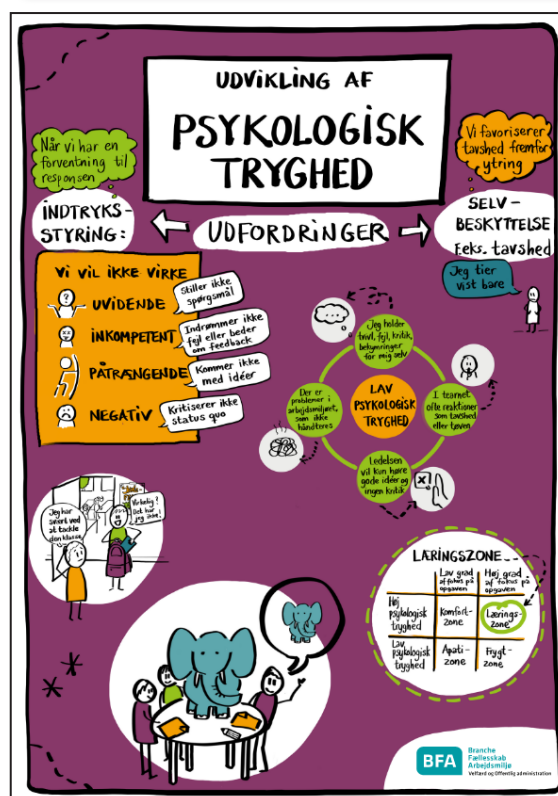 UDVIKLING AF
PSYKOLOGISK
TRYGHED
Når vi har en
forventning til
responsen
Vi favoriserer
tavshed fremfor
ytring
INDTRYKS-
STYRING:
UDFORDRINGER
SELV-
BESKYTTELSE
F.eks. tavshed
Jeg tier
vist bare
VI VIL IKKE VIRKE
UVIDENDE
Stiller ikke
spørgsmål
INKOMPETENT
Indrømmer ikke
fejl eller beder
om feedback
PÅTRÆNGENDE
Kommer ikke
med idéer
NEGATIV
Kritiserer ikke
status quo
Jeg holder
tvivl, fejl, kritik,
bekymringer
for mig selv
I teamet
ofte reaktioner
som tavshed
eller tøven
Ledelsen
vil kun høre
gode idéer og
ingen kritik
Der er
problemer i
arbejdsmiljøet,
som ikke
håndteres
LAV
PSYKOLOGISK
TRYGHED
Jeg har
svært ved
at tackle
den klasse
Virkelig?
Det har
jeg ikke!
LÆRINGSZONE
Lav grad
af fokus på
opgaven
Høj grad
af fokus på
opgaven
Høj
psykologisk
tryghed
Komfort-
zone
Lærings-
zone
Lav
psykologisk
tryghed
Apati-
zone
Frygt-
zone
BFA
Branche
Fællesskab
Arbejdsmiljø
Velfærd og Offentlig administration